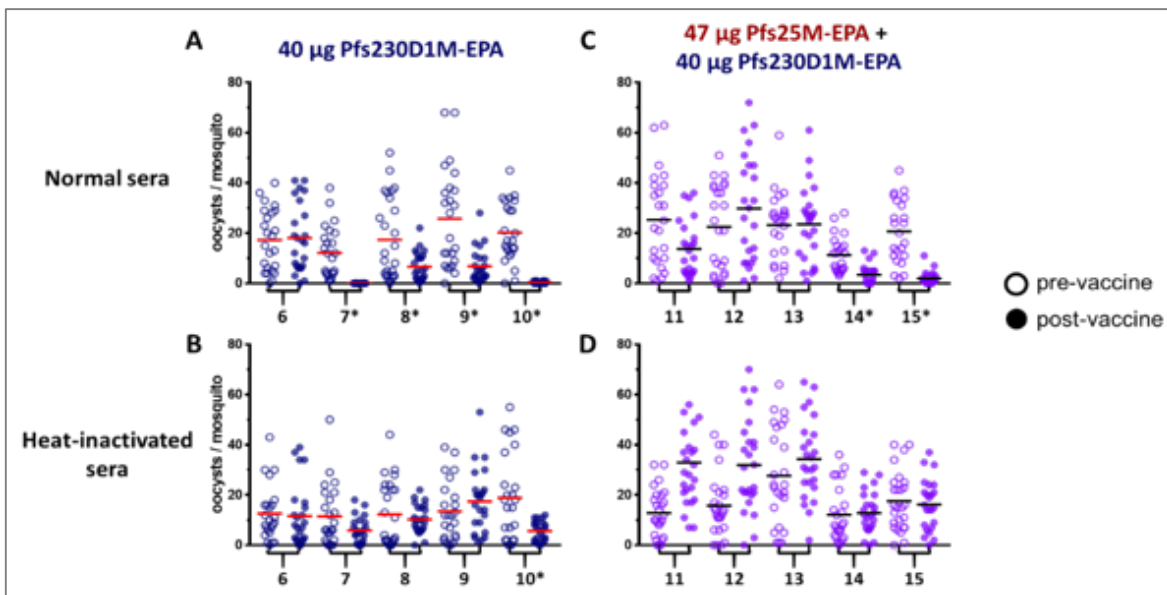 A
40 µg Pfs230D1M-EPA
C
47 µg Pfs25M-EPA +
40 µg Pfs230D1M-EPA
Normal sera
oocysts / mosquito
80
60
40
20
0
6
7*
8*
9*
10*
80
60
40
20
0
11
12
13
14*
15*
pre-vaccine
post-vaccine
B
Heat-inactivated
sera
oocysts / mosquito
80
60
40
20
0
6
7
8
9
10*
D
80
60
40
20
0
11
12
13
14
15